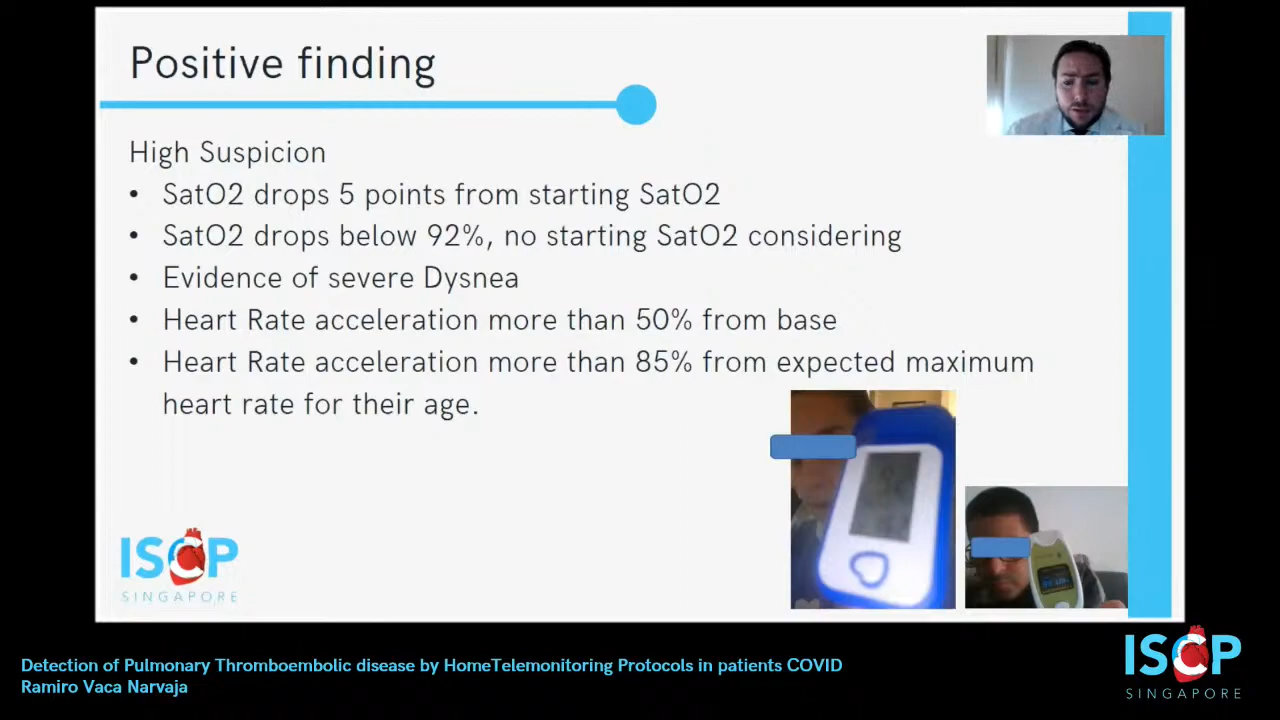 Positive finding
High Suspicion
• SatO2 drops 5 points from starting SatO2
• SatO2 drops below 92%, no starting SatO2 considering
• Evidence of severe Dysnea
• Heart Rate acceleration more than 50% from base
• Heart Rate acceleration more than 85% from expected maximum
heart rate for their age.
ISCP
SINGAPORE
Detection of Pulmonary Thromboembolic disease by HomeTelemonitoring Protocols in patients COVID
Ramiro Vaca Narvaja
ISCP
SINGAPORE